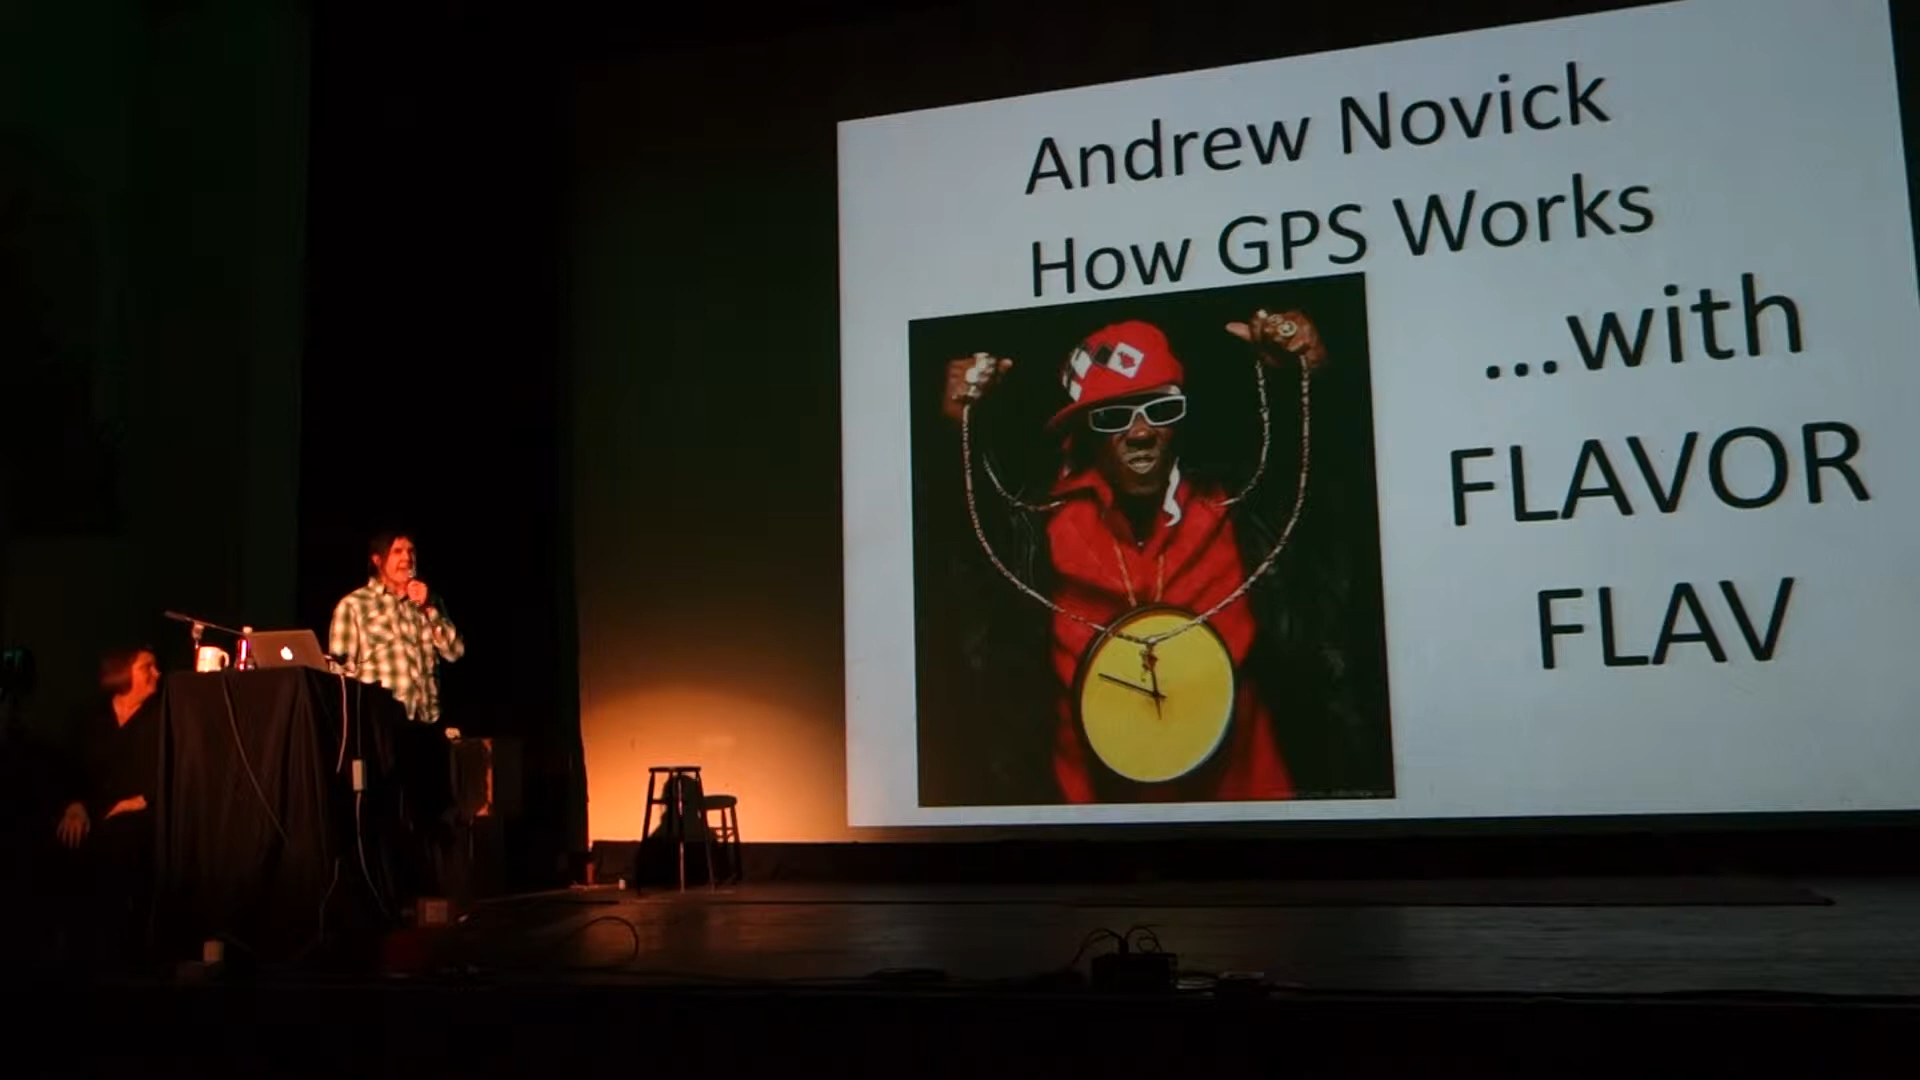 Andrew Novick
How GPS Works
...with
FLAVOR
FLAV